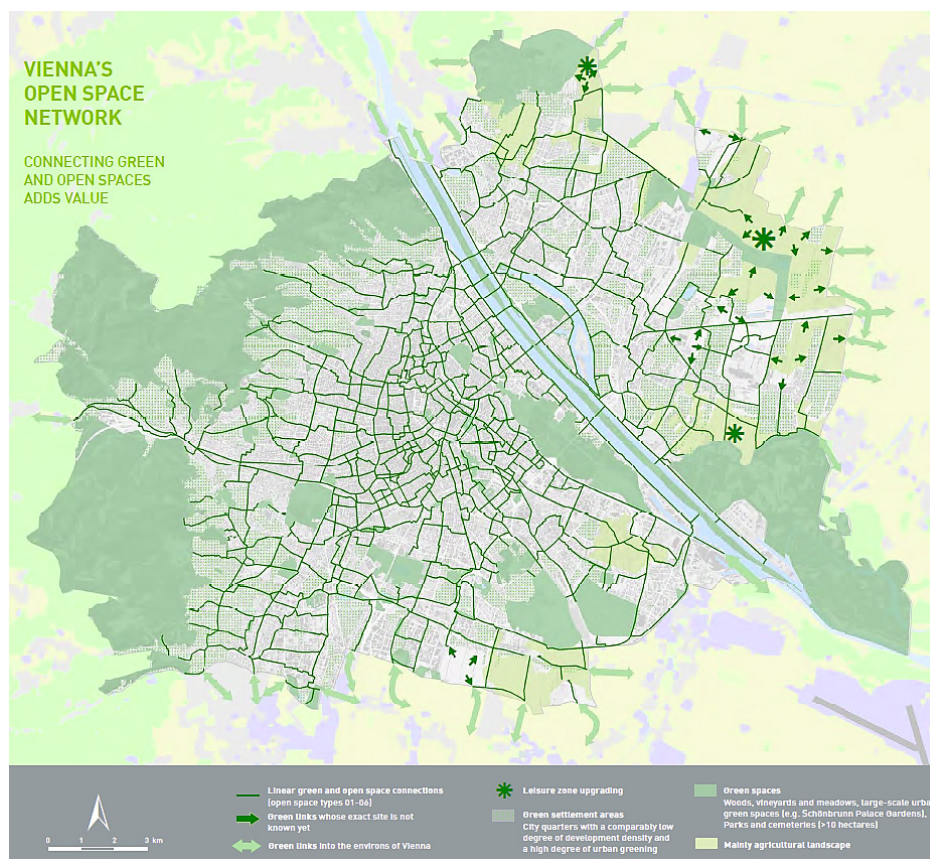 VIENNA'S
OPEN SPACE
NETWORK
CONNECTING GREEN
AND OPEN SPACES
ADDS VALUE
0 1 2 3 km
Linear green and open space connections
(open space types 01-06)
Green links whose exact site is not
known yet
Green links into the environs of Vienna
Leisure zone upgrading
Green settlement areas
City quarters with a comparably low
degree of development density and
a high degree of urban greening
Green spaces
Woods, vineyards and meadows, large-scale urba
green spaces (e.g. Schönbrunn Palace Gardens),
Parks and cemeteries (>10 hectares)
Mainly agricultural landscape